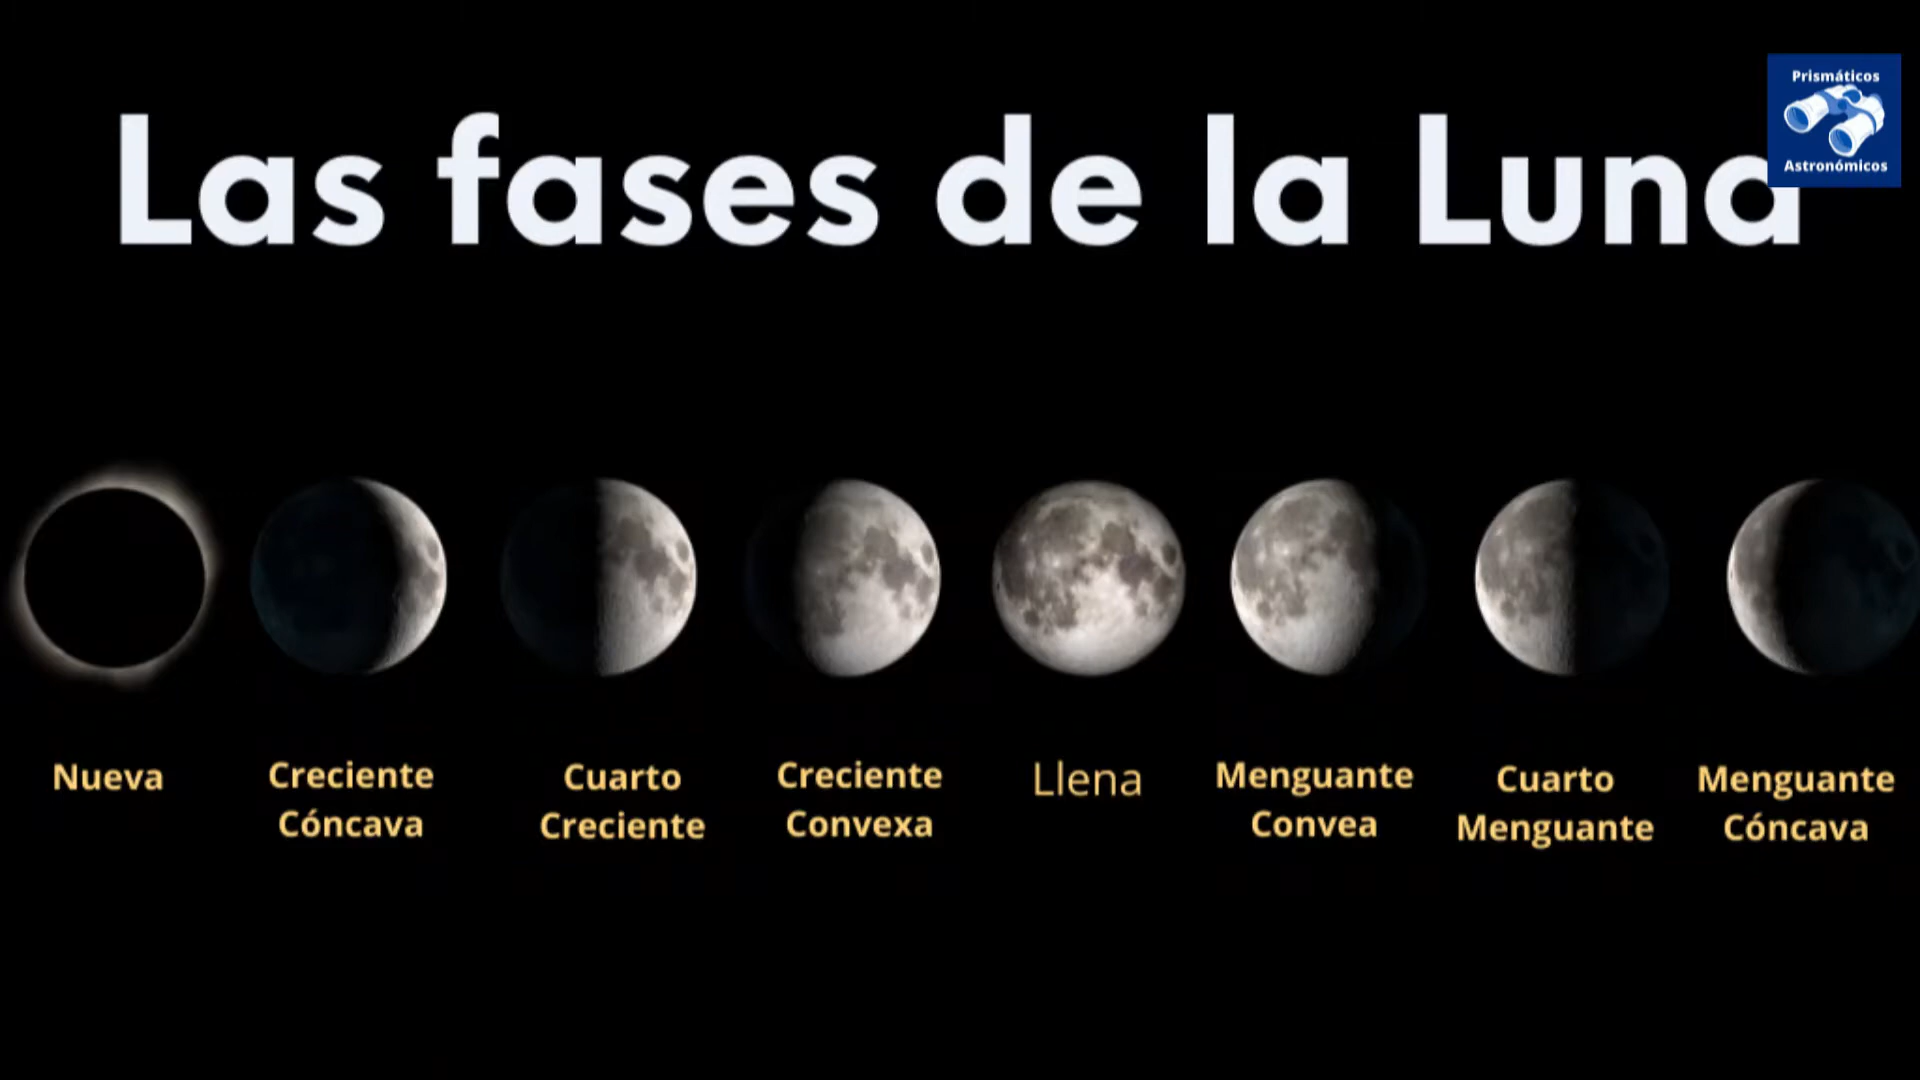 Prismáticos
Astronómicos
Las fases de la Luna
Nueva
Creciente
Cóncava
Cuarto
Creciente
Creciente
Convexa
Llena
Menguante
Convea
Cuarto
Menguante
Menguante
Cóncava